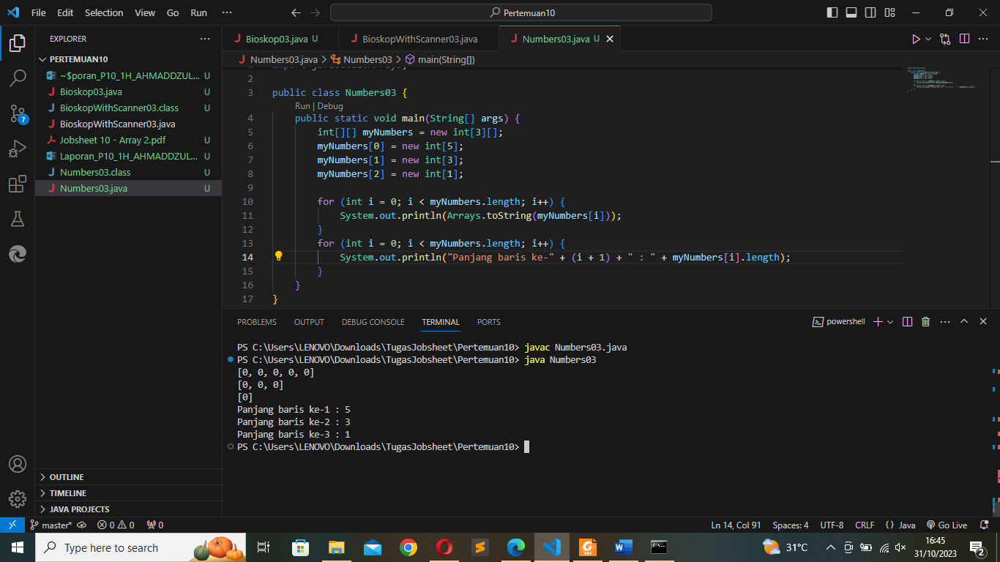 File Edit Selection View Go Run ··· Pertemuan10
EXPLORER ···
PERTEMUAN10
~$poran_P10_1H_AHMADDZUL... U
Bioskop03.java U
BioskopWithScanner03.class U
BioskopWithScanner03.java
Jobsheet 10 - Array 2.pdf U
Laporan_P10_1H_AHMADDZUL... U
Numbers03.class U
Numbers03.java U
OUTLINE
TIMELINE
JAVA PROJECTS
7
Bioskop03.java U BioskopWithScanner03.java Numbers03.java U
Numbers03.java > Numbers03 > main(String[])
2
3 public class Numbers03 {
Run | Debug
4 public static void main(String[] args) {
5 int[][] myNumbers = new int[3][];
6 myNumbers[0] = new int[5];
7 myNumbers[1] = new int[3];
8 myNumbers[2] = new int[1];
9
10 for (int i = 0; i < myNumbers.length; i++) {
11 System.out.println(Arrays.toString(myNumbers[i]));
12 }
13 for (int i = 0; i < myNumbers.length; i++) {
14 System.out.println("Panjang baris ke-" + (i + 1) + " : " + myNumbers[i].length);
15 }
16 }
17 }
PROBLEMS OUTPUT DEBUG CONSOLE TERMINAL PORTS powershell
PS C:\Users\LENOVO\Downloads\TugasJobsheet\Pertemuan10> javac Numbers03.java
PS C:\Users\LENOVO\Downloads\TugasJobsheet\Pertemuan10> java Numbers03
[0, 0, 0, 0, 0]
[0, 0, 0]
[0]
Panjang baris ke-1 : 5
Panjang baris ke-2 : 3
Panjang baris ke-3 : 1
PS C:\Users\LENOVO\Downloads\TugasJobsheet\Pertemuan10>
master* 0 0 0 Ln 14, Col 91 Spaces: 4 UTF-8 CRLF {} Java Go Live
Type here to search 31°C 16:45
31/10/2023 2